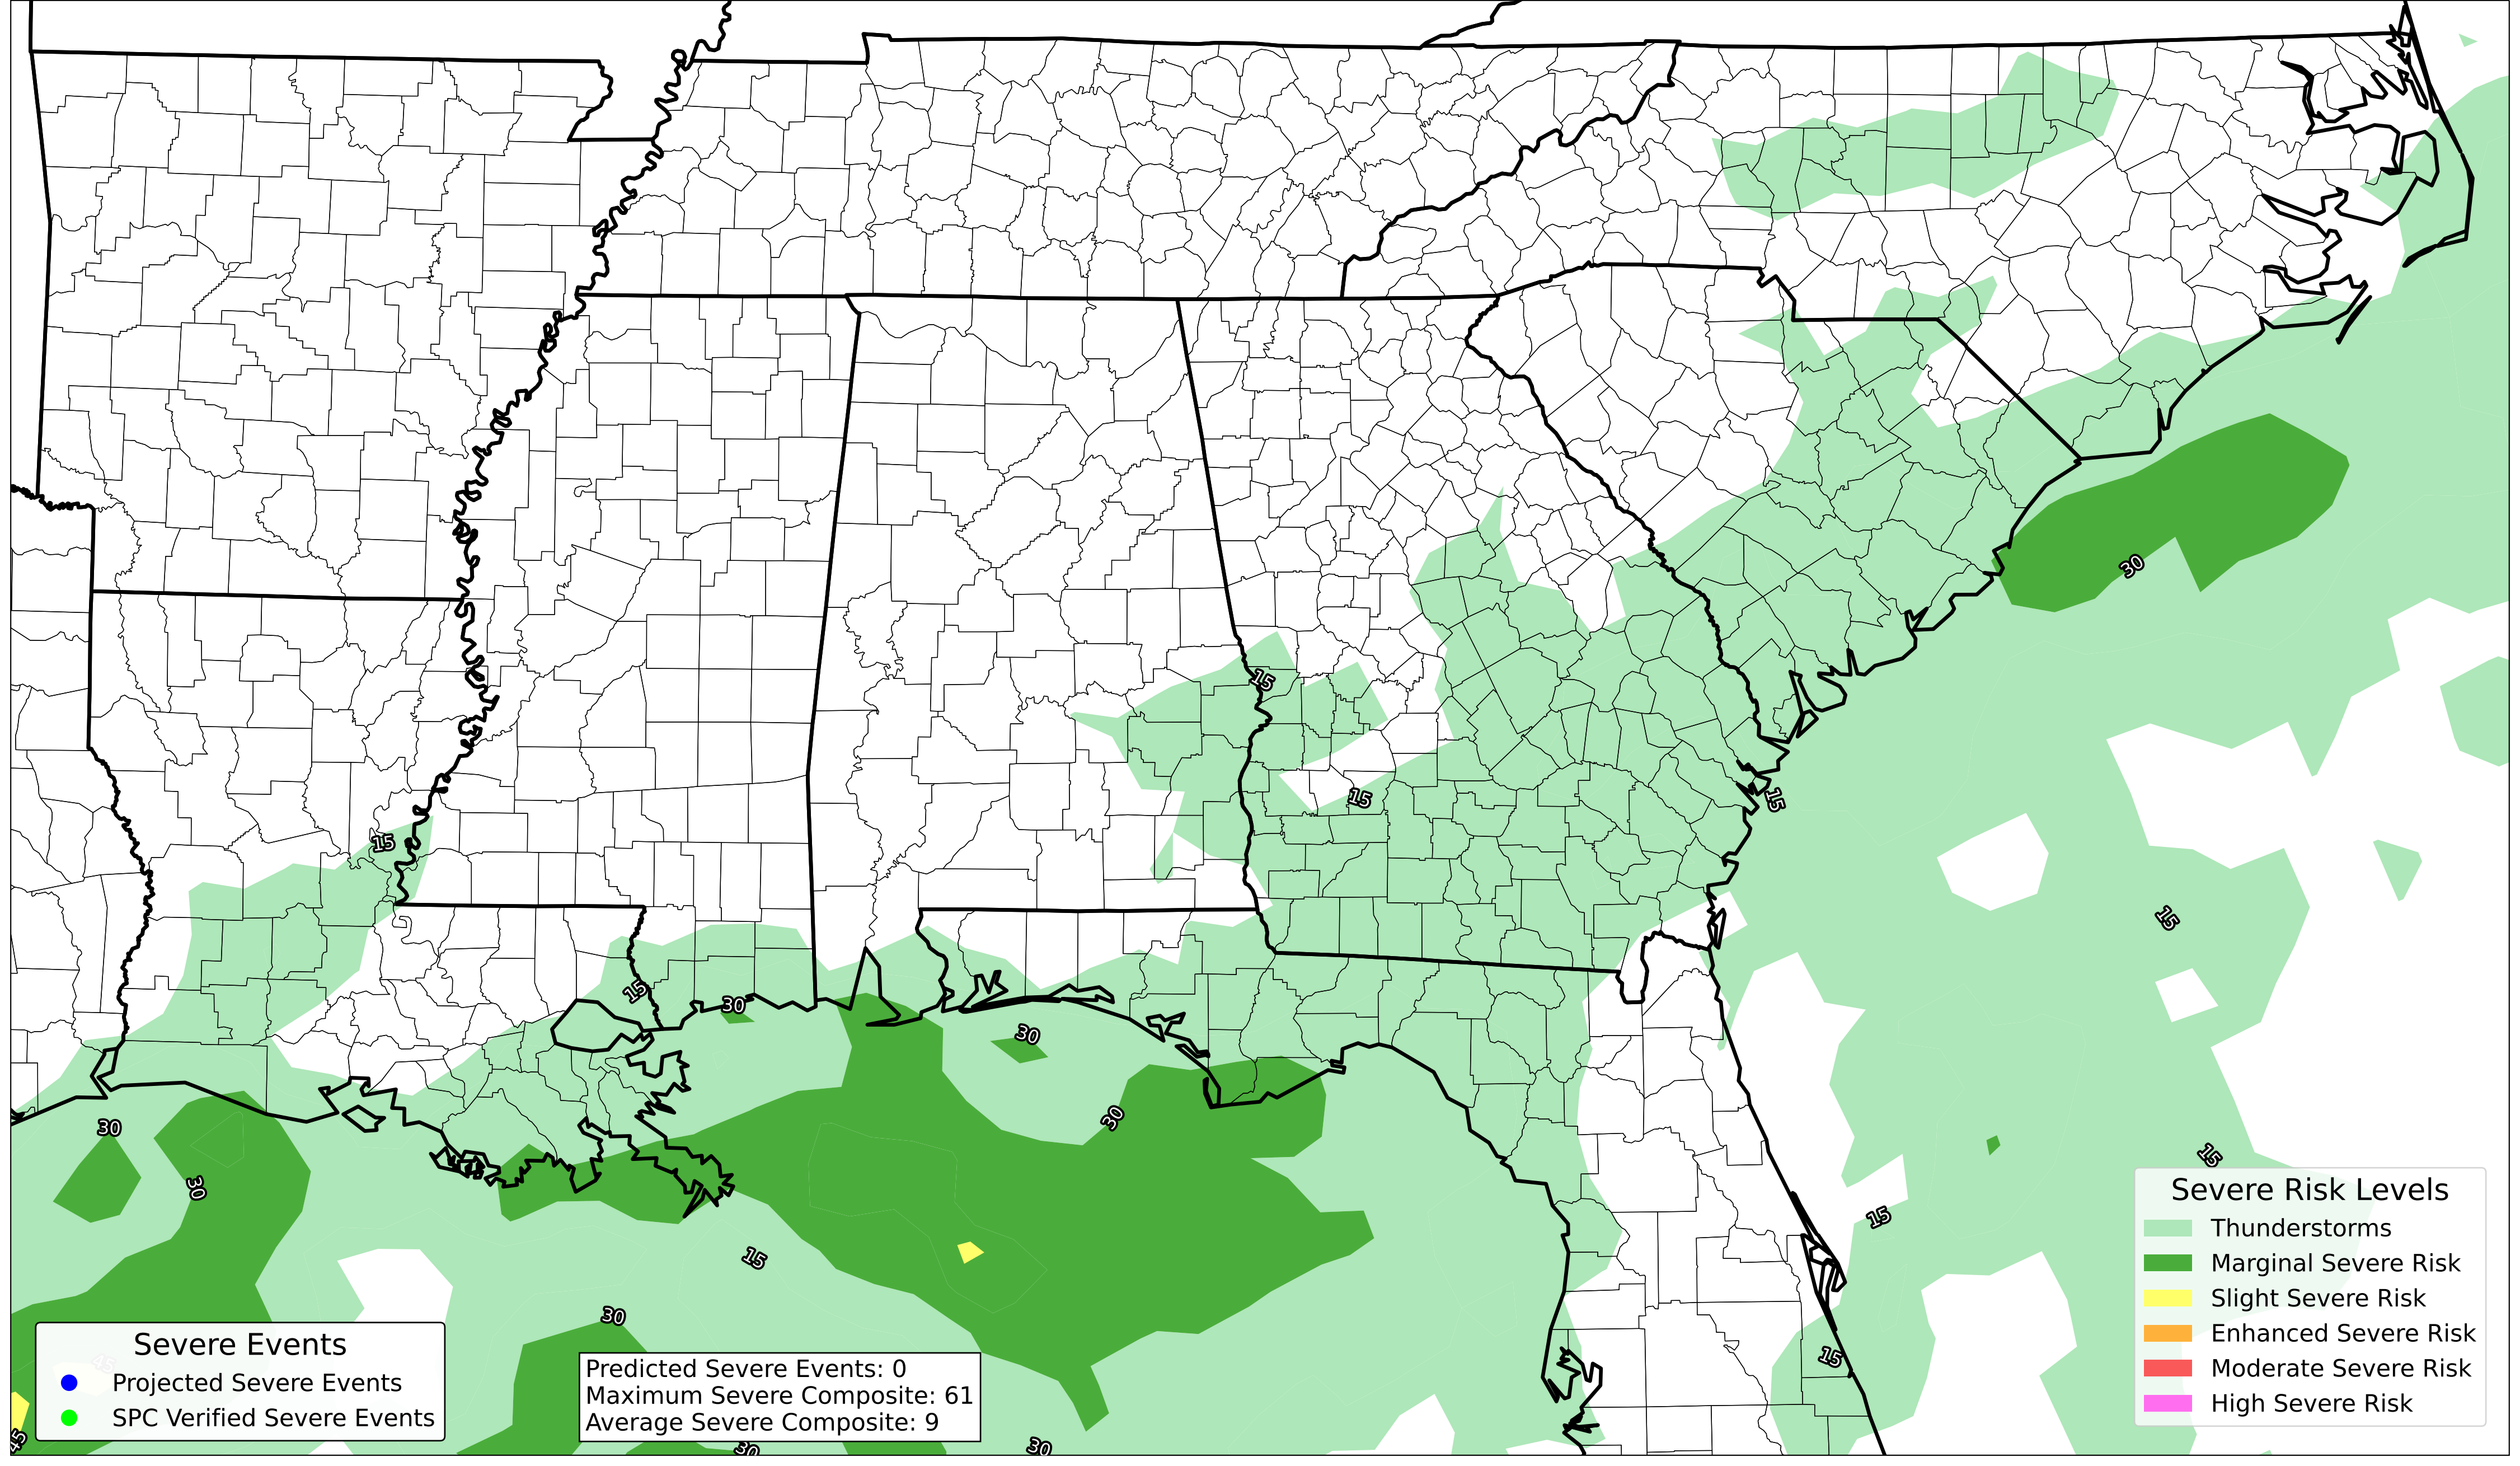 15
15
15
15
15
30
30
15
30
30
30
30
15
15
15
30
15
45
45
30
30
Severe Events
Projected Severe Events
SPC Verified Severe Events
Predicted Severe Events: 0
Maximum Severe Composite: 61
Average Severe Composite: 9
Severe Risk Levels
Thunderstorms
Marginal Severe Risk
Slight Severe Risk
Enhanced Severe Risk
Moderate Severe Risk
High Severe Risk